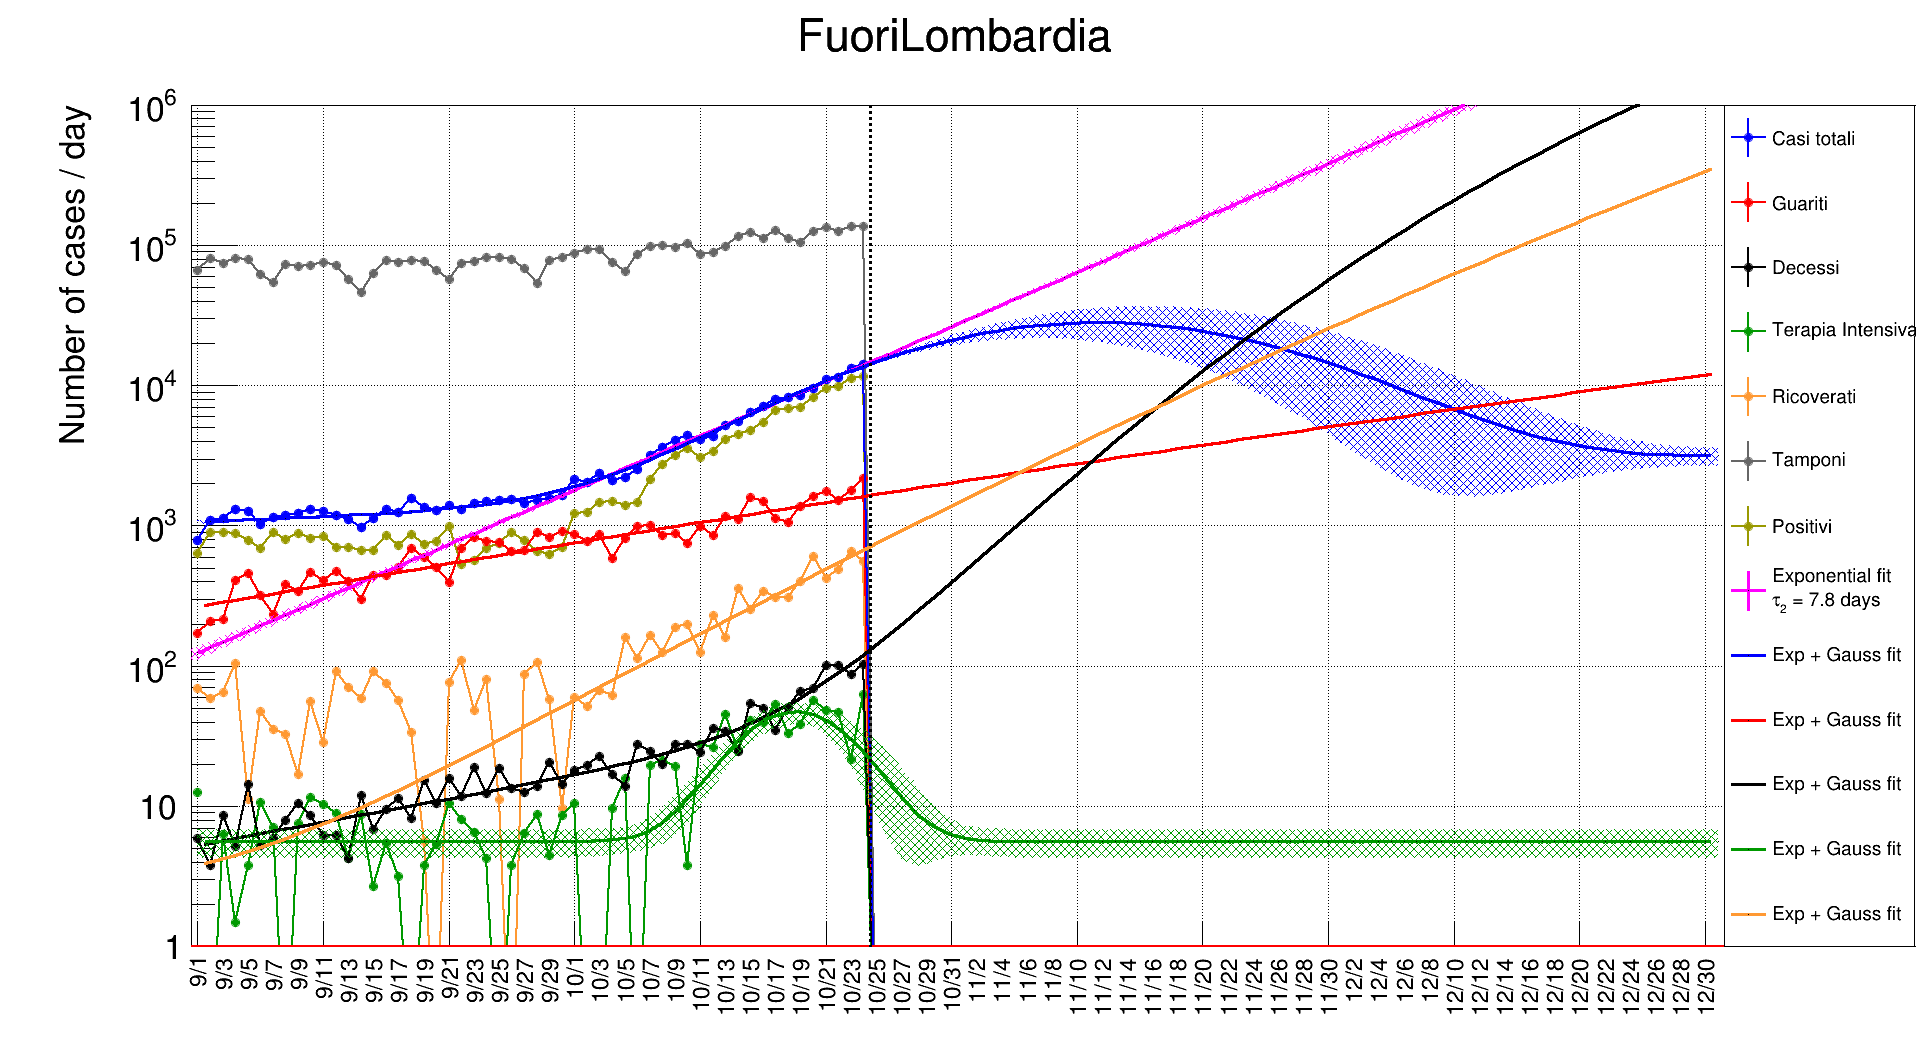 FuoriLombardia
Number of cases / day
10^6
10^5
10^4
10^3
10^2
10
1
9/1 9/3 9/5 9/7 9/9 9/11 9/13 9/15 9/17 9/19 9/21 9/23 9/25 9/27 9/29 10/1 10/3 10/5 10/7 10/9 10/11 10/13 10/15 10/17 10/19 10/21 10/23 10/25 10/27 10/29 10/31 11/2 11/4 11/6 11/8 11/10 11/12 11/14 11/16 11/18 11/20 11/22 11/24 11/26 11/28 11/30 12/2 12/4 12/6 12/8 12/10 12/12 12/14 12/16 12/18 12/20 12/22 12/24 12/26 12/28 12/30
Casi totali
Guariti
Decessi
Terapia Intensiva
Ricoverati
Tamponi
Positivi
Exponential fit
τ₂ = 7.8 days
Exp + Gauss fit
Exp + Gauss fit
Exp + Gauss fit
Exp + Gauss fit
Exp + Gauss fit